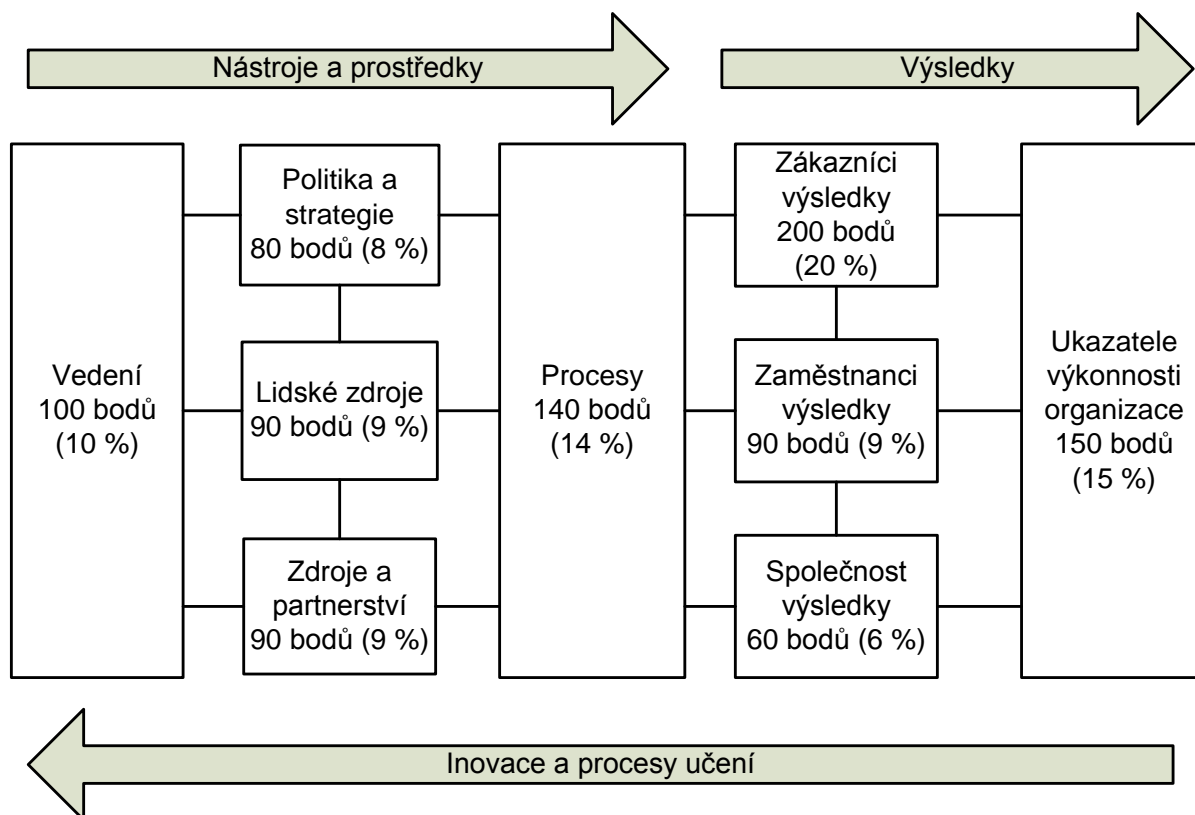 Nástroje a prostředky
Výsledky
Vedení
100 bodů
(10 %)
Politika a
strategie
80 bodů (8 %)
Lidské zdroje
90 bodů (9 %)
Zdroje a
partnerství
90 bodů (9 %)
Procesy
140 bodů
(14 %)
Zákazníci
výsledky
200 bodů
(20 %)
Zaměstnanci
výsledky
90 bodů (9 %)
Společnost
výsledky
60 bodů (6 %)
Ukazatele
výkonnosti
organizace
150 bodů
(15 %)
Inovace a procesy učení